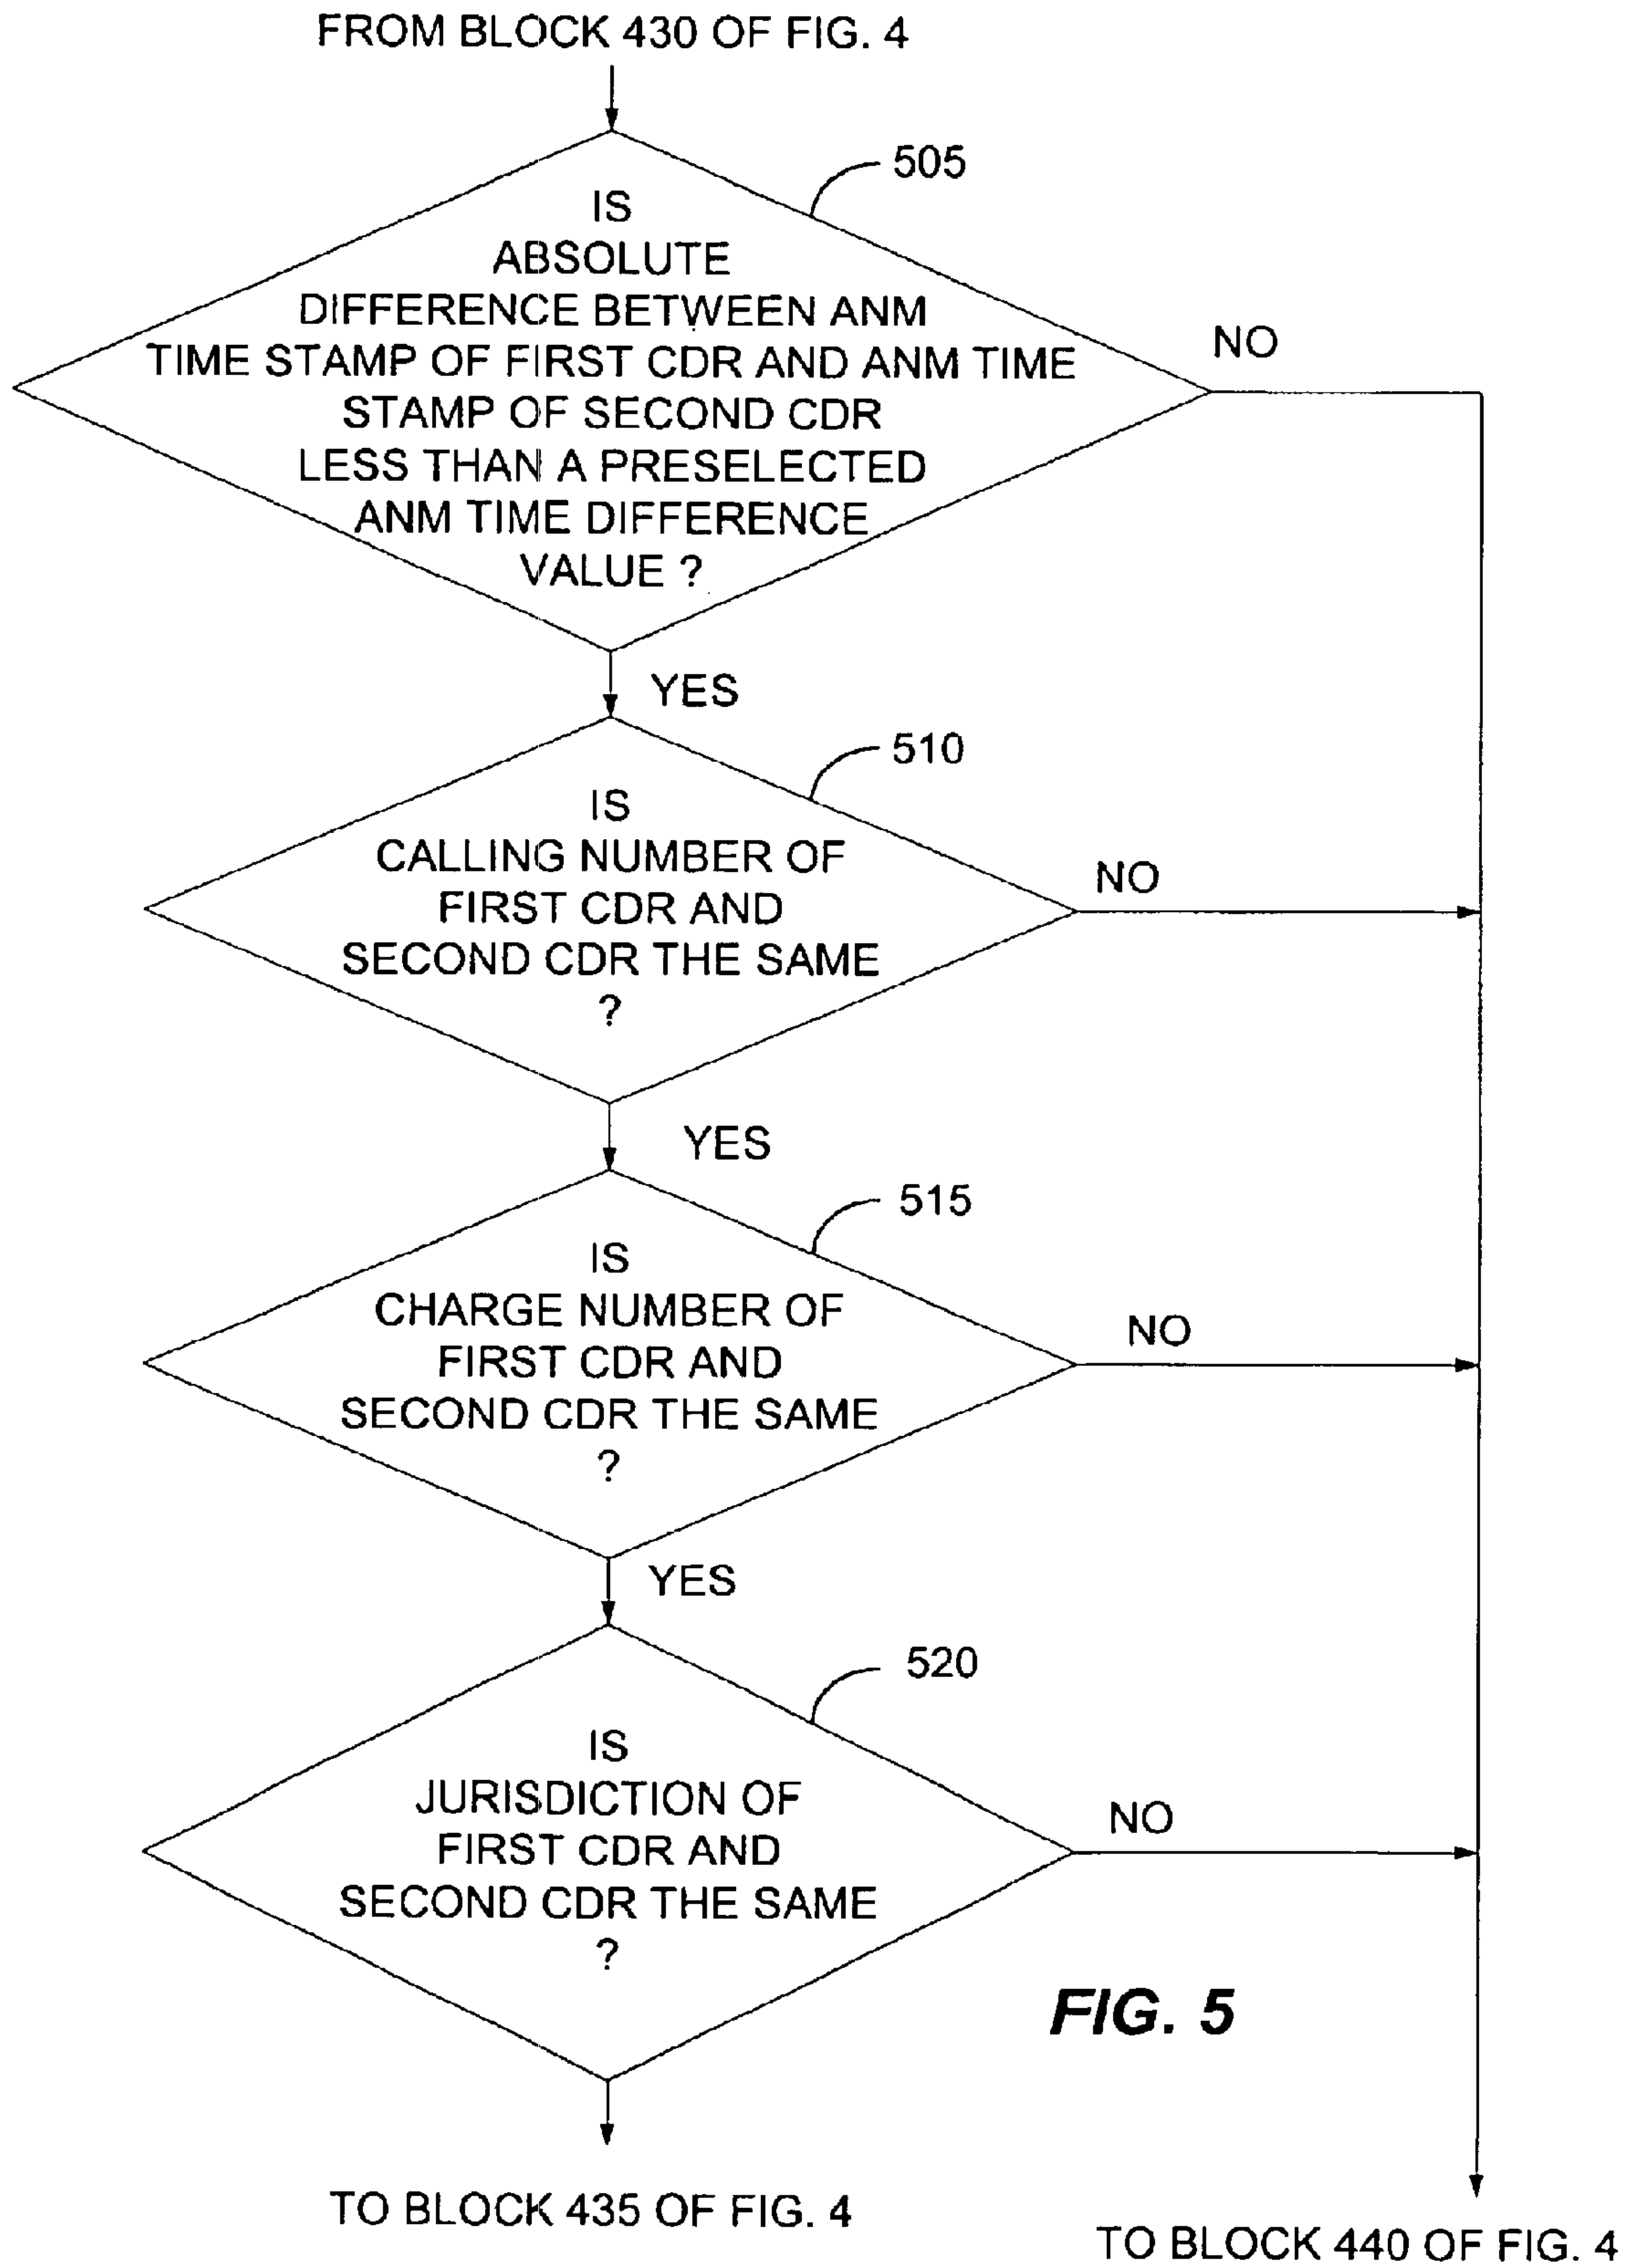 FROM BLOCK 430 OF FIG. 4
505
IS
ABSOLUTE
DIFFERENCE BETWEEN ANM
TIME STAMP OF FIRST CDR AND ANM TIME
STAMP OF SECOND CDR
LESS THAN A PRESELECTED
ANM TIME DIFFERENCE
VALUE ?
NO
YES
510
IS
CALLING NUMBER OF
FIRST CDR AND
SECOND CDR THE SAME
?
NO
YES
515
IS
CHARGE NUMBER OF
FIRST CDR AND
SECOND CDR THE SAME
?
NO
YES
520
IS
JURISDICTION OF
FIRST CDR AND
SECOND CDR THE SAME
?
NO
FIG. 5
TO BLOCK 435 OF FIG. 4
TO BLOCK 440 OF FIG. 4